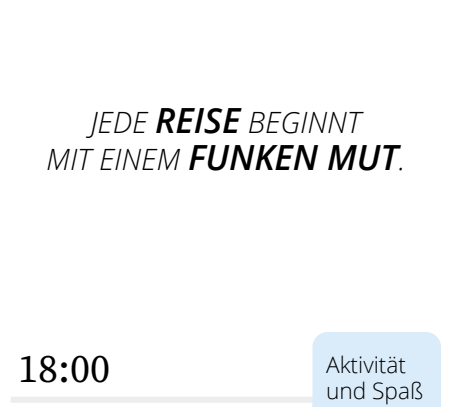 JEDE REISE BEGINNT
MIT EINEM FUNKEN MUT.
18:00
Aktivität
und Spaß